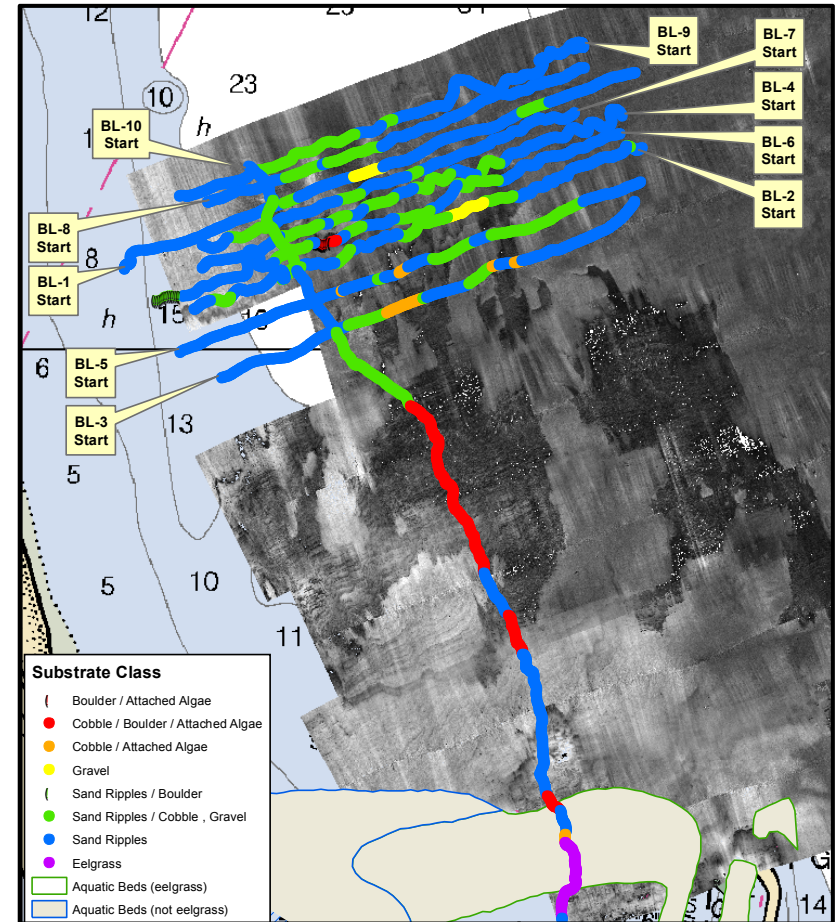 12
23
10
h
BL-9
Start
BL-7
Start
BL-4
Start
BL-6
Start
BL-2
Start
BL-10
Start
BL-8
Start
8
BL-1
Start
h
15
6
BL-5
Start
BL-3
Start
13
5
5
10
11
Substrate Class
Boulder / Attached Algae
Cobble / Boulder / Attached Algae
Cobble / Attached Algae
Gravel
Sand Ripples / Boulder
Sand Ripples / Cobble , Gravel
Sand Ripples
Eelgrass
Aquatic Beds (eelgrass)
Aquatic Beds (not eelgrass)
G
14